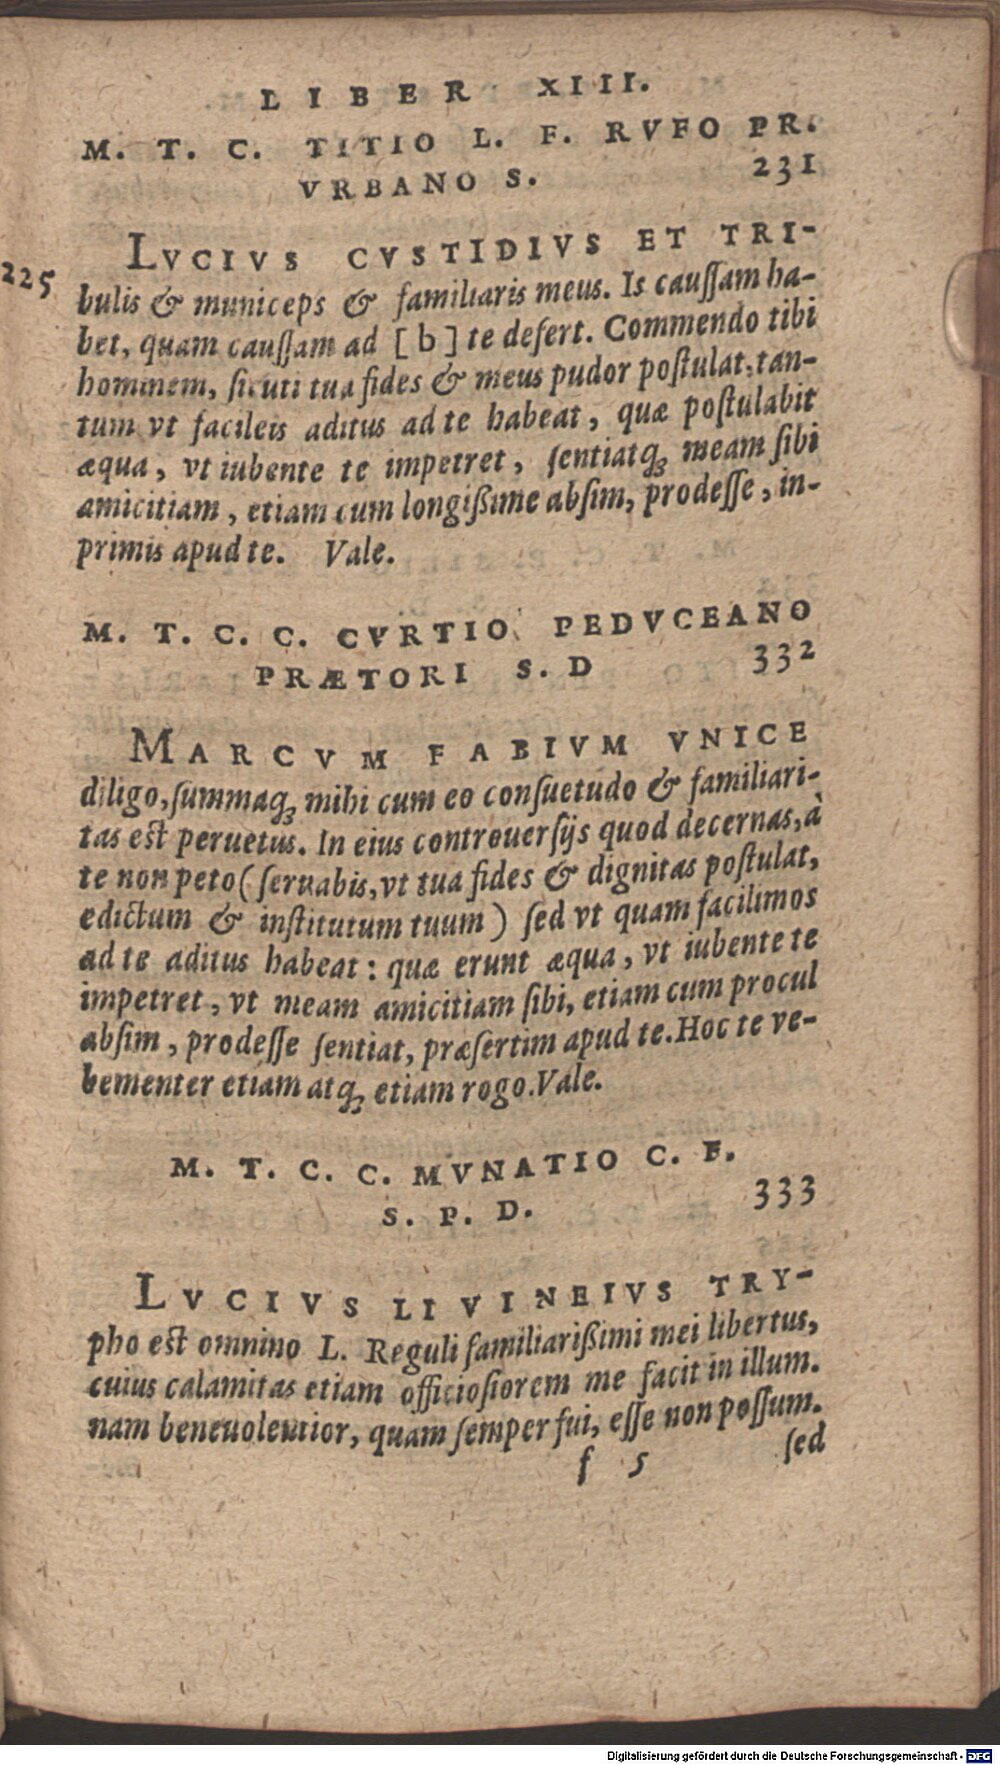 LIBER XIII.
M. T. C. TITIO L. F. RVFO PR.
VRBANO S. 231
LVCIVS CVSTIDIVS ET TRI-
225
bulis & municeps & familiaris meus. Is caussam ha-
bet, quam caussam ad [b] te defert. Commendo tibi
hominem, sicuti tua fides & meus pudor postulat, tan-
tum vt facileis aditus ad te habeat, quæ postulabit
æqua, vt iubente te impetret, sentiatq; meam sibi
amicitiam, etiam cum longißime absim, prodesse, in-
primis apud te. Vale.
M. T. C. C. CVRTIO PEDVCEANO
PRÆTORI S. D 332
MARCVM FABIVM VNICE
diligo, summaq; mihi cum eo consuetudo & familiari-
tas est peruetus. In eius controuersijs quod decernas, à
te non peto (seruabis, vt tua fides & dignitas postulat,
edictum & institutum tuum) sed vt quam facilimos
ad te aditus habeat: quæ erunt æqua, vt iubente te
impetret, vt meam amicitiam sibi, etiam cum procul
absim, prodesse sentiat, præsertim apud te. Hoc te ve-
hementer etiam atq; etiam rogo. Vale.
M. T. C. C. MVNATIO C. F.
S. P. D. 333
LVCIVS LIVINEIVS TRY-
pho est omnino L. Reguli familiarißimi mei libertus,
cuius calamitas etiam officiosiorem me facit in illum.
nam beneuolentior, quam semper fui, esse non possum.
f 5 sed
Digitalisierung gefördert durch die Deutsche Forschungsgemeinschaft - DFG